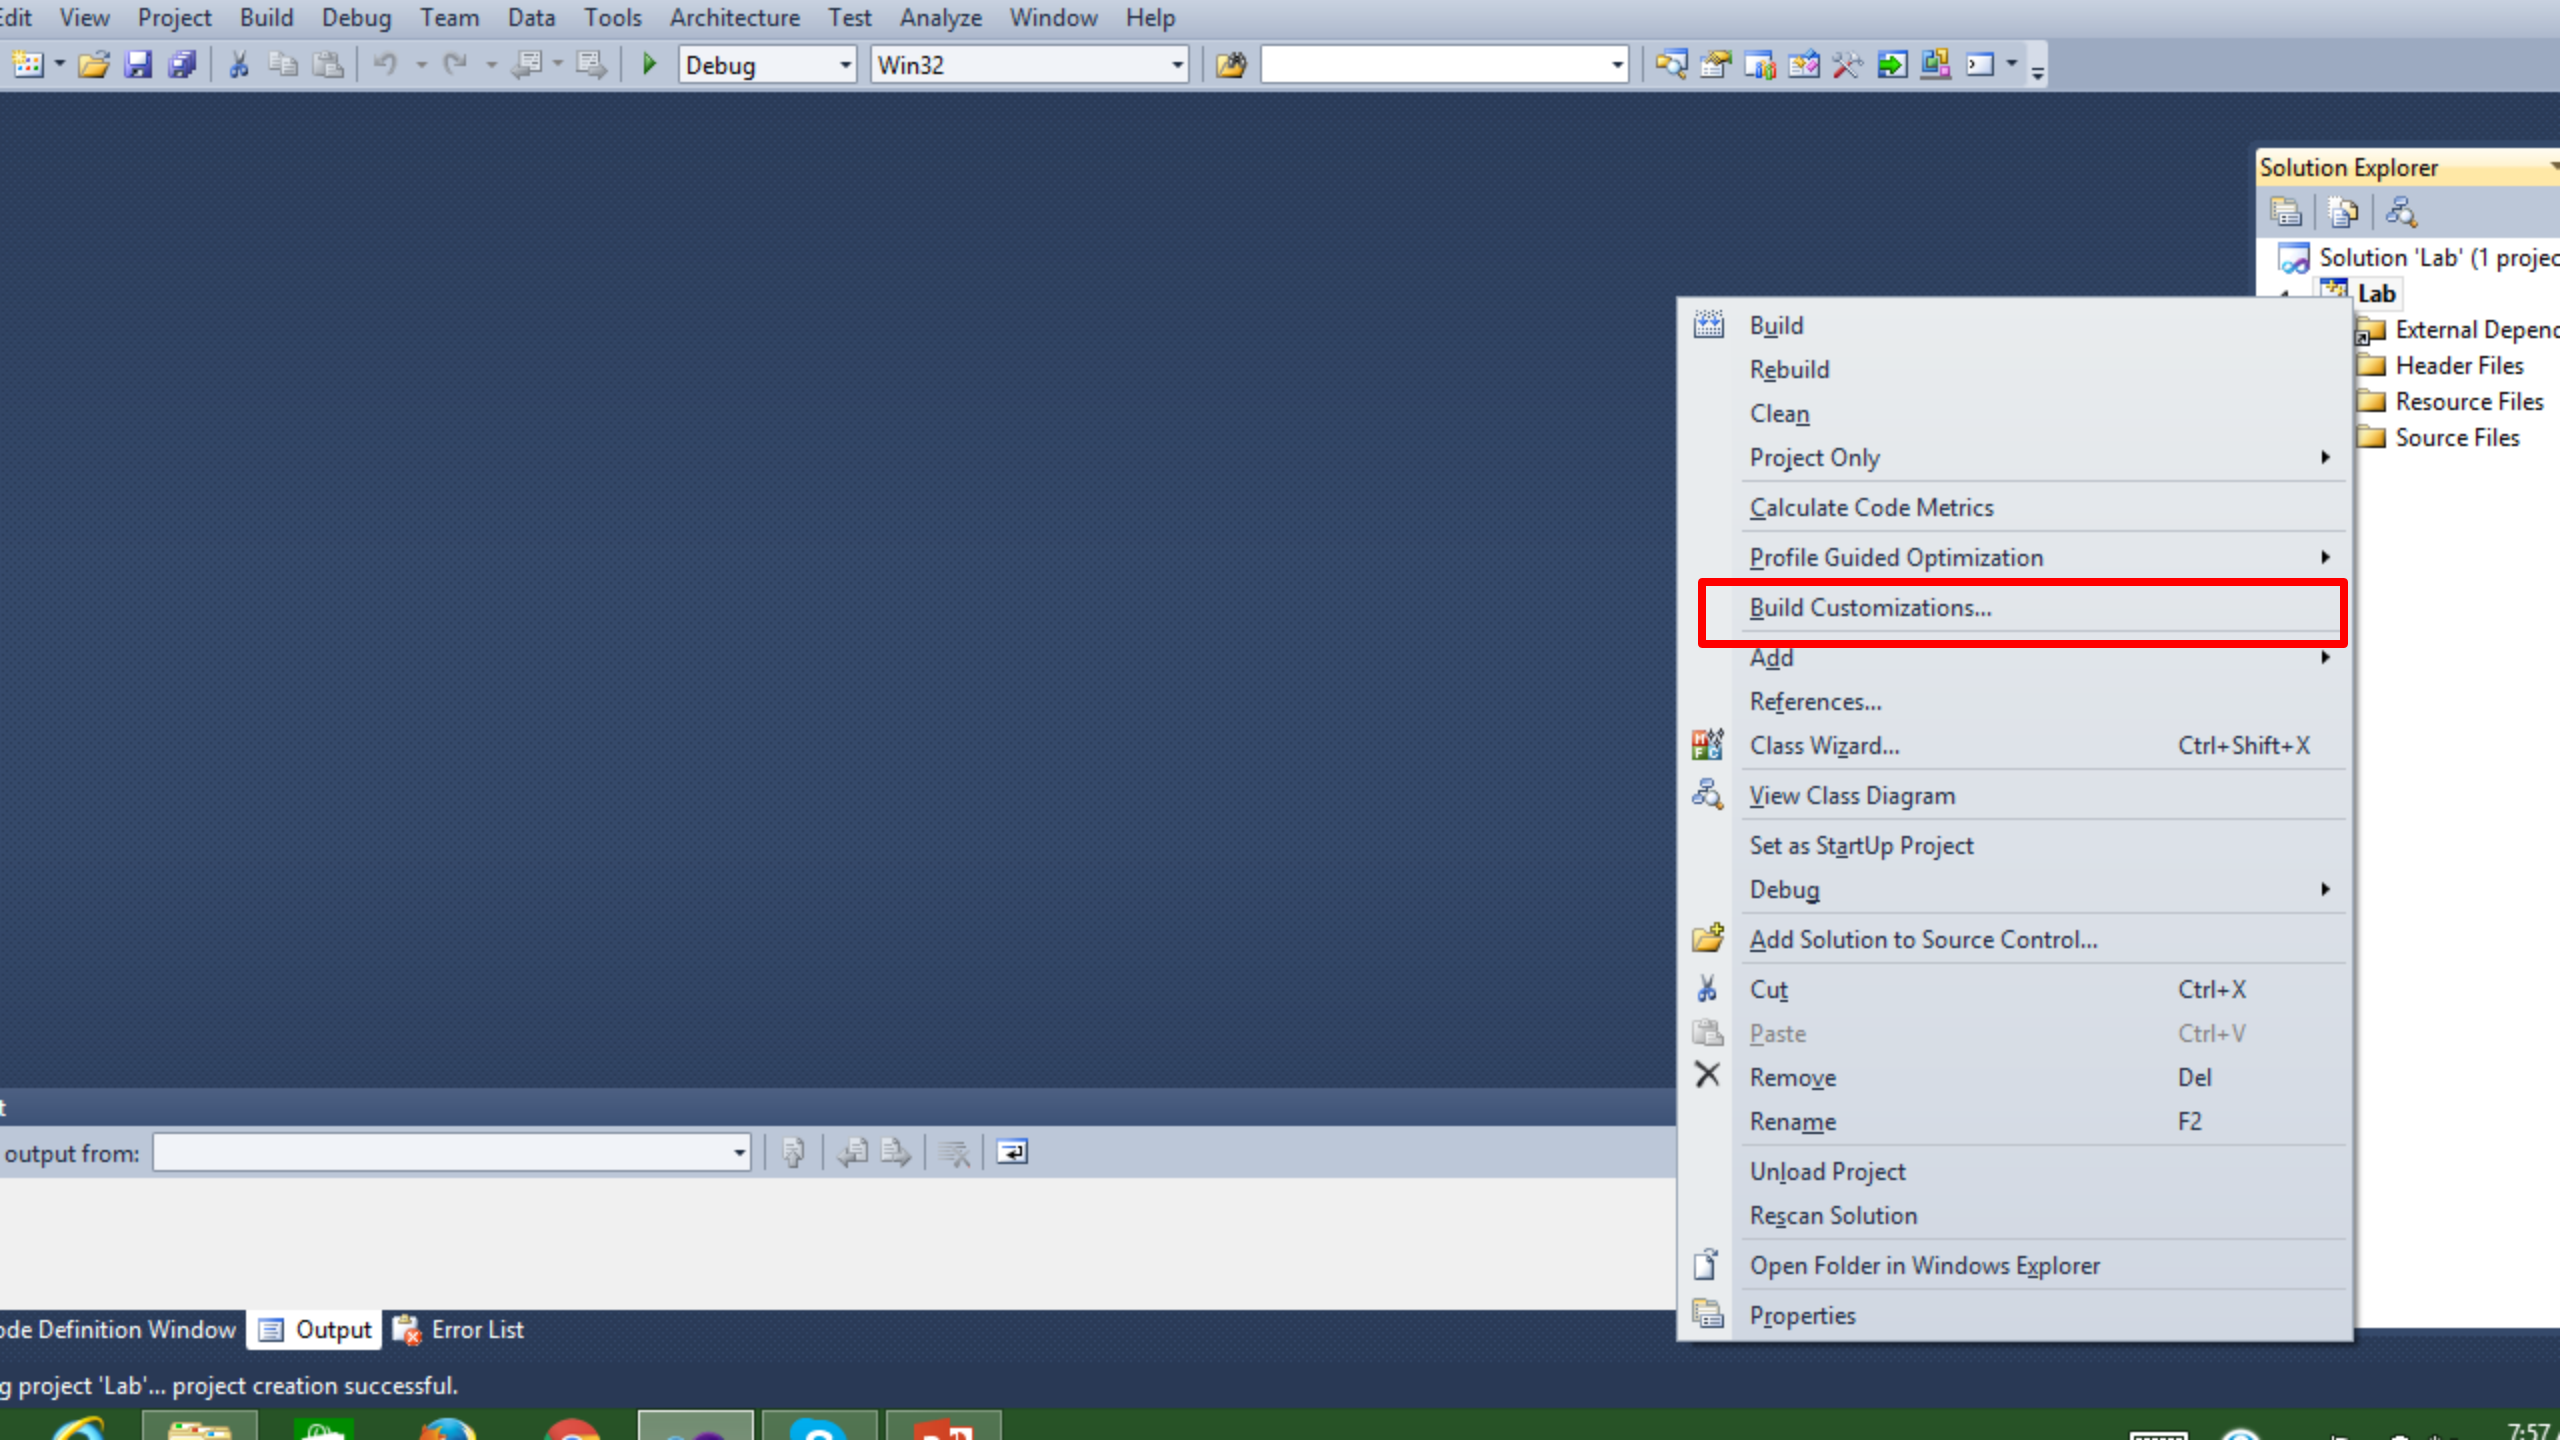 Edit View Project Build Debug Team Data Tools Architecture Test Analyze Window Help
Debug Win32
Solution Explorer
Solution 'Lab' (1 projec
Lab
External Depend
Header Files
Resource Files
Source Files
Build
Rebuild
Clean
Project Only
Calculate Code Metrics
Profile Guided Optimization
Build Customizations...
Add
References...
Class Wizard... Ctrl+Shift+X
View Class Diagram
Set as StartUp Project
Debug
Add Solution to Source Control...
Cut Ctrl+X
Paste Ctrl+V
Remove Del
Rename F2
Unload Project
Rescan Solution
Open Folder in Windows Explorer
Properties
t
output from:
ode Definition Window Output Error List
g project 'Lab'... project creation successful.
7:57